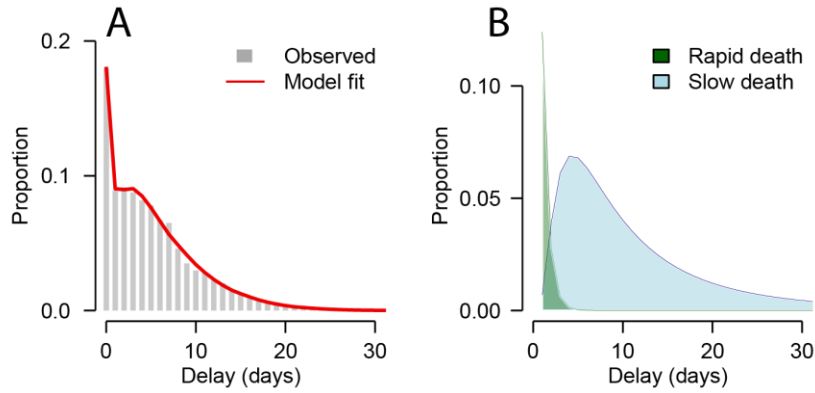 A
Observed
Model fit
Proportion
0.2
0.1
0.0
0
10
20
30
Delay (days)
B
Rapid death
Slow death
Proportion
0.10
0.05
0.00
0
10
20
30
Delay (days)